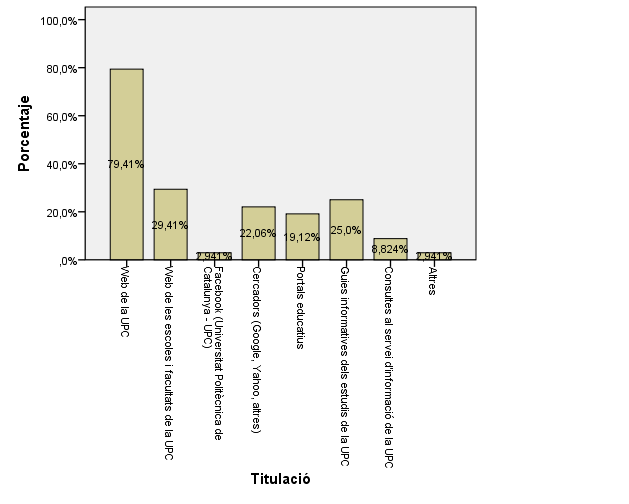 100,0%
80,0%
60,0%
40,0%
20,0%
,0%
Porcentaje
79,41%
29,41%
2,941%
22,06%
19,12%
25,0%
8,824%
2,941%
Web de la UPC
Web de les escoles i facultats de la UPC
Facebook (Universitat Politècnica de
Catalunya - UPC)
Cercadors (Google, Yahoo, altres)
Portals educatius
Guies informatives dels estudis de la UPC
Consultes al servei d'informació de la UPC
Altres
Titulació